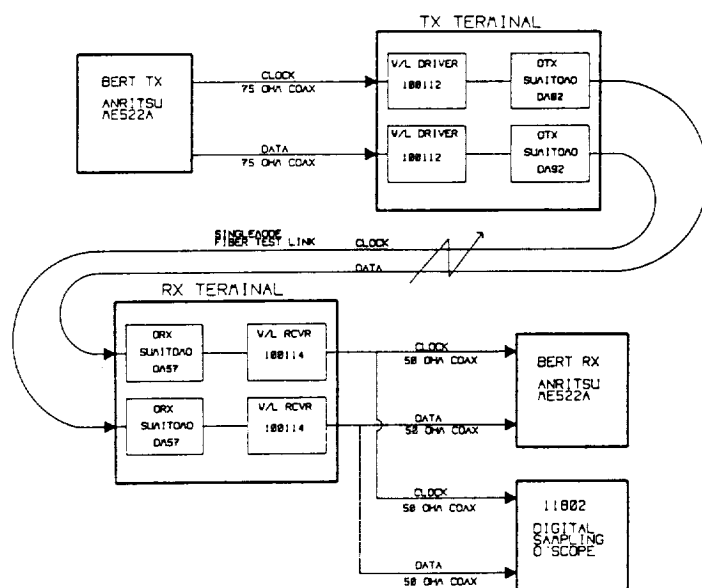 TX TERMINAL
BERT TX
ANRITSU
ME522A
CLOCK
75 OHM COAX
DATA
75 OHM COAX
W/L DRIVER
100112
OTX
SUMITOMO
DM82
W/L DRIVER
100112
OTX
SUMITOMO
DM92
SINGLEMODE
FIBER TEST LINK
CLOCK
DATA
RX TERMINAL
ORX
SUMITOMO
DM57
W/L RCVR
100114
ORX
SUMITOMO
DM57
W/L RCVR
100114
CLOCK
50 OHM COAX
DATA
50 OHM COAX
BERT RX
ANRITSU
ME522A
CLOCK
50 OHM COAX
DATA
50 OHM COAX
11802
DIGITAL
SAMPLING
O'SCOPE